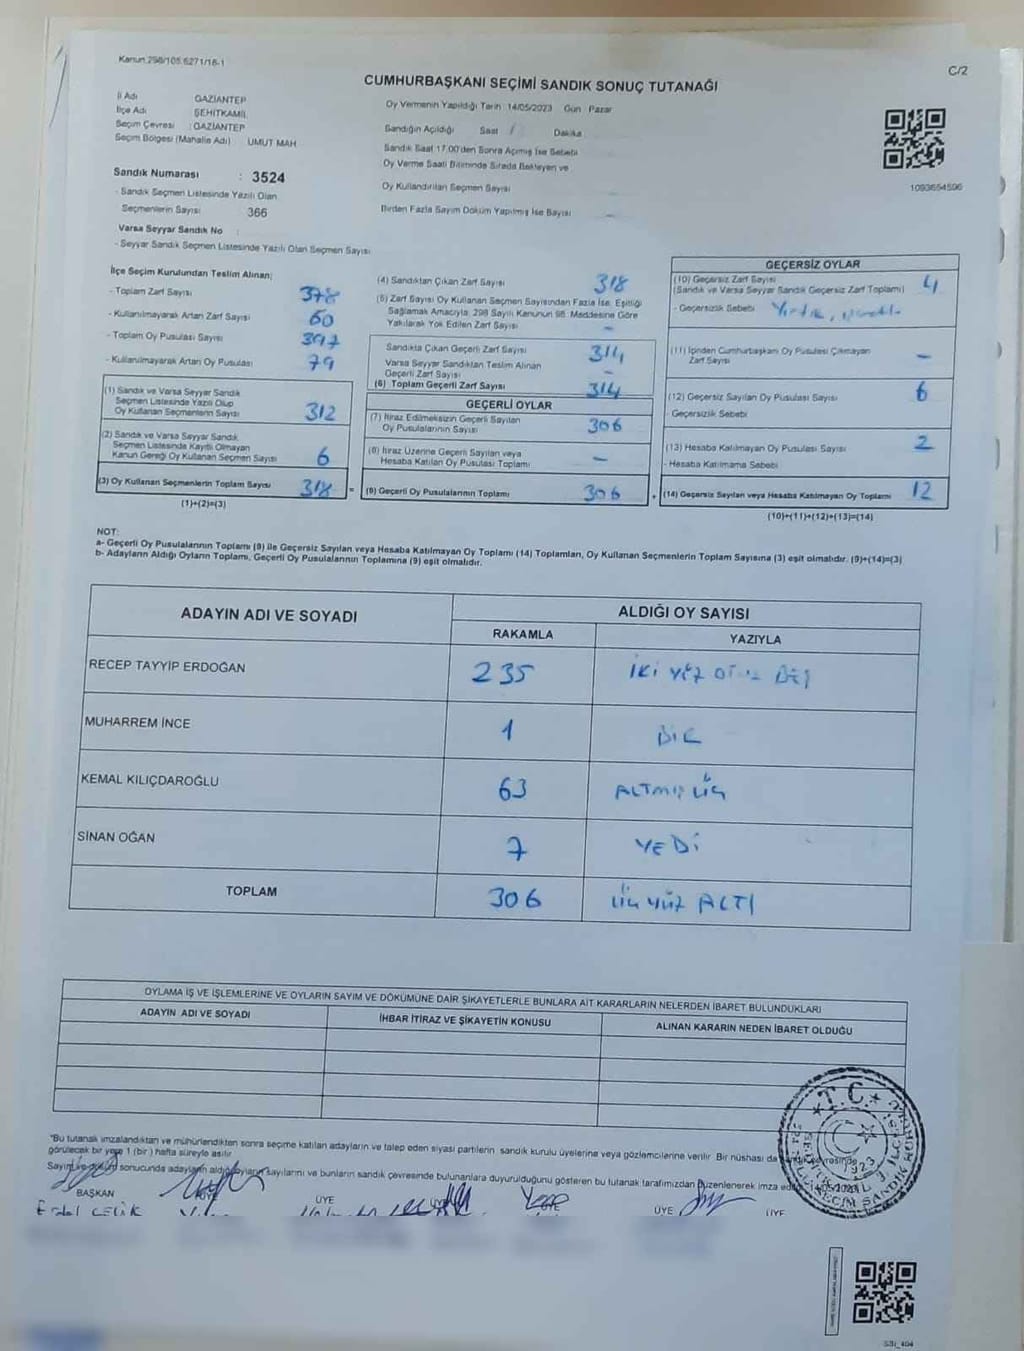 Kanun 298/105.6271/16-1
C/2
CUMHURBAŞKANI SEÇİMİ SANDIK SONUÇ TUTANAĞI
İl Adı GAZİANTEP
İlçe Adı ŞEHİTKAMİL
Seçim Çevresi : GAZİANTEP
Seçim Bölgesi (Mahalle Adı) UMUT MAH
Oy Vermenin Yapıldığı Tarih 14/05/2023 Gün Pazar
Sandığın Açıldığı Saat Dakika
Sandık Saat 17.00'den Sonra Açmış İse Sebebi
Oy Verme Saati Bitiminde Sırada Bekleyen ve
Oy Kullandırılan Seçmen Sayısı
Birden Fazla Sayım Döküm Yapılmış İse Sayısı
1093654596
Sandık Numarası : 3524
- Sandık Seçmen Listesinde Yazılı Olan
Seçmenlerin Sayısı 366
Varsa Seyyar Sandık No
- Seyyar Sandık Seçmen Listesinde Yazılı Olan Seçmen Sayısı
İlçe Seçim Kurulundan Teslim Alınan;
- Toplam Zarf Sayısı 378
- Kullanılmayarak Artan Zarf Sayısı 60
- Toplam Oy Pusulası Sayısı 397
- Kullanılmayarak Artan Oy Pusulası 79
(1) Sandık ve Varsa Seyyar Sandık
Seçmen Listesinde Yazılı Olup
Oy Kullanan Seçmenlerin Sayısı 312
(2) Sandık ve Varsa Seyyar Sandık
Seçmen Listesinde Kayıtlı Olmayan
Kanun Gereği Oy Kullanan Seçmen Sayısı 6
(3) Oy Kullanan Seçmenlerin Toplam Sayısı 318 =
(1)+(2)=(3)
(4) Sandıktan Çıkan Zarf Sayısı 318
(5) Zarf Sayısı Oy Kullanan Seçmen Sayısından Fazla İse, Eşitliği
Sağlamak Amacıyla, 298 Sayılı Kanunun 98. Maddesine Göre
Yakılarak Yok Edilen Zarf Sayısı –
Sandıkta Çıkan Geçerli Zarf Sayısı 314
Varsa Seyyar Sandıktan Teslim Alınan
Geçerli Zarf Sayısı –
(6) Toplam Geçerli Zarf Sayısı 314
GEÇERLİ OYLAR
(7) İtiraz Edilmeksizin Geçerli Sayılan
Oy Pusulalarının Sayısı 306
(8) İtiraz Üzerine Geçerli Sayılan veya
Hesaba Katılan Oy Pusulası Toplamı –
(9) Geçerli Oy Pusulalarının Toplamı 306 +
GEÇERSİZ OYLAR
(10) Geçersiz Zarf Sayısı 4
(Sandık ve Varsa Seyyar Sandık Geçersiz Zarf Toplamı)
- Geçersizlik Sebebi
(11) İçinden Cumhurbaşkanı Oy Pusulası Çıkmayan
Zarf Sayısı –
(12) Geçersiz Sayılan Oy Pusulası Sayısı 6
- Geçersizlik Sebebi
(13) Hesaba Katılmayan Oy Pusulası Sayısı 2
- Hesaba Katılmama Sebebi
(14) Geçersiz Sayılan veya Hesaba Katılmayan Oy Toplamı 12
(10)+(11)+(12)+(13)=(14)
NOT:
a- Geçerli Oy Pusulalarının Toplamı (9) ile Geçersiz Sayılan veya Hesaba Katılmayan Oy Toplamı (14) Toplamları, Oy Kullanan Seçmenlerin Toplam Sayısına (3) eşit olmalıdır. (9)+(14)=(3)
b- Adayların Aldığı Oyların Toplamı, Geçerli Oy Pusulalarının Toplamına (9) eşit olmalıdır.
ADAYIN ADI VE SOYADI ALDIĞI OY SAYISI
RAKAMLA YAZIYLA
RECEP TAYYİP ERDOĞAN 235 İKİ YÜZ OTUZ BEŞ
MUHARREM İNCE 1 BİR
KEMAL KILIÇDAROĞLU 63 ALTMIŞ ÜÇ
SİNAN OĞAN 7 YEDİ
TOPLAM 306 ÜÇ YÜZ ALTI
OYLAMA İŞ VE İŞLEMLERİNE VE OYLARIN SAYIM VE DÖKÜMÜNE DAİR ŞİKAYETLERLE BUNLARA AİT KARARLARIN NELERDEN İBARET BULUNDUKLARI
ADAYIN ADI VE SOYADI İHBAR İTİRAZ VE ŞİKAYETİN KONUSU ALINAN KARARIN NEDEN İBARET OLDUĞU
"Bu tutanak imzalandıktan ve mühürlendikten sonra seçime katılan adayların ve talep eden siyasi partilerin sandık kurulu üyelerine veya gözlemcilerine verilir. Bir nüshası da sandık çevresinde
görülecek bir yere 1 (bir) hafta süreyle asılır.
Sayım ve döküm sonucunda adayların aldığı oyların sayılarını ve bunların sandık çevresinde bulunanlara duyurulduğunu gösteren bu tutanak tarafımızdan düzenlenerek imza
BAŞKAN ÜYE ÜYE ÜYE ÜYE ÜYE ÜYE
ÇELİK
T.C.
1923